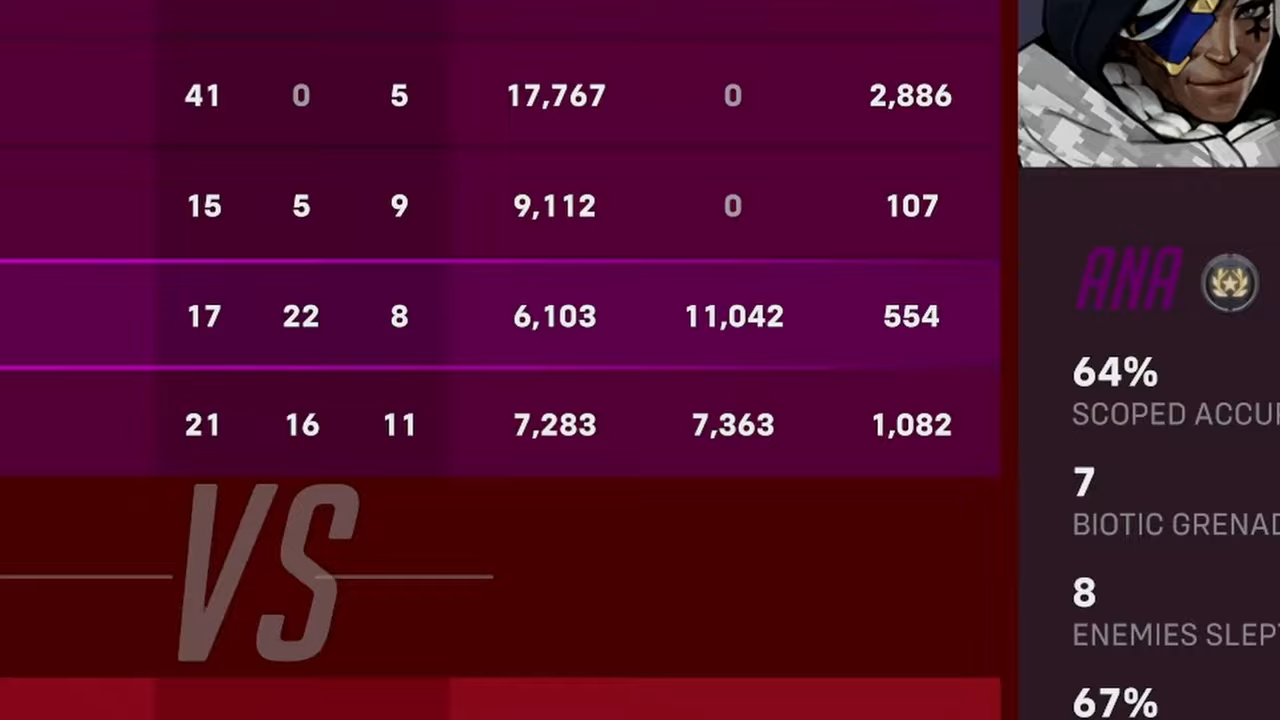 41 0 5 17,767 0 2,886
15 5 9 9,112 0 107
17 22 8 6,103 11,042 554
21 16 11 7,283 7,363 1,082
VS
ANA
64%
SCOPED ACCU
7
BIOTIC GRENAD
8
ENEMIES SLEPT
67%